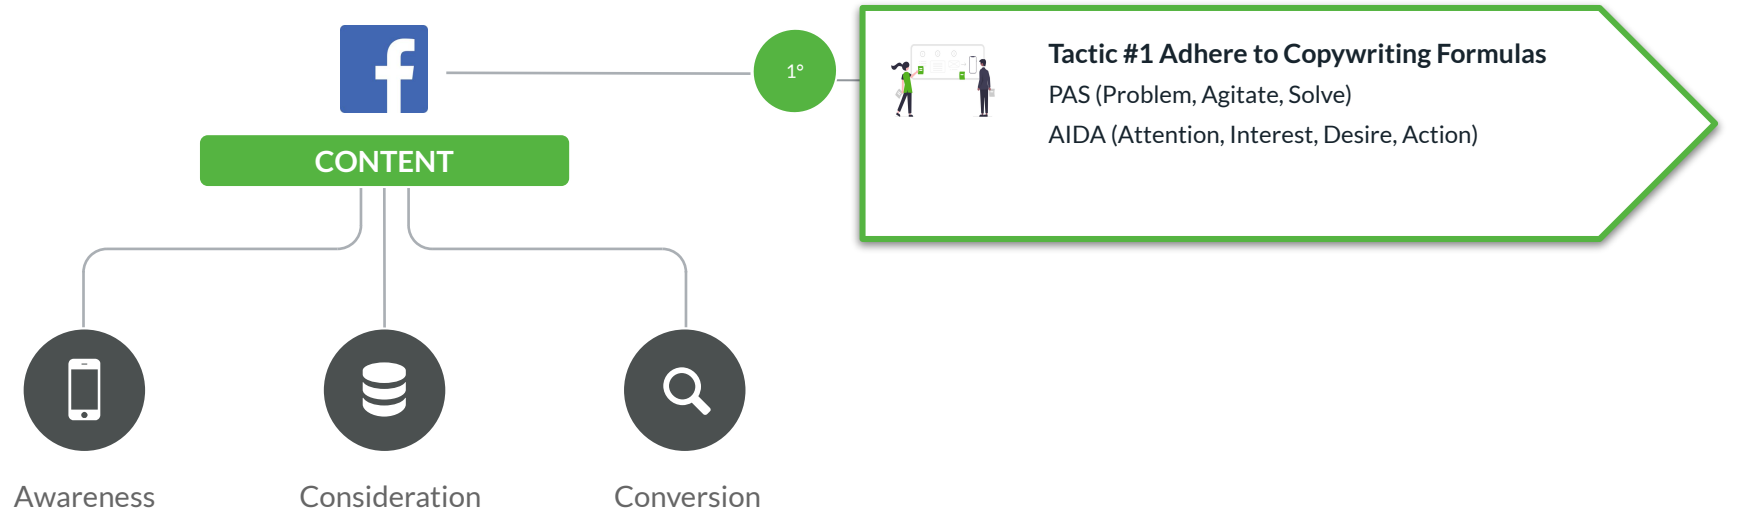 1°
Tactic #1 Adhere to Copywriting Formulas
PAS (Problem, Agitate, Solve)
AIDA (Attention, Interest, Desire, Action)
CONTENT
Awareness
Consideration
Conversion